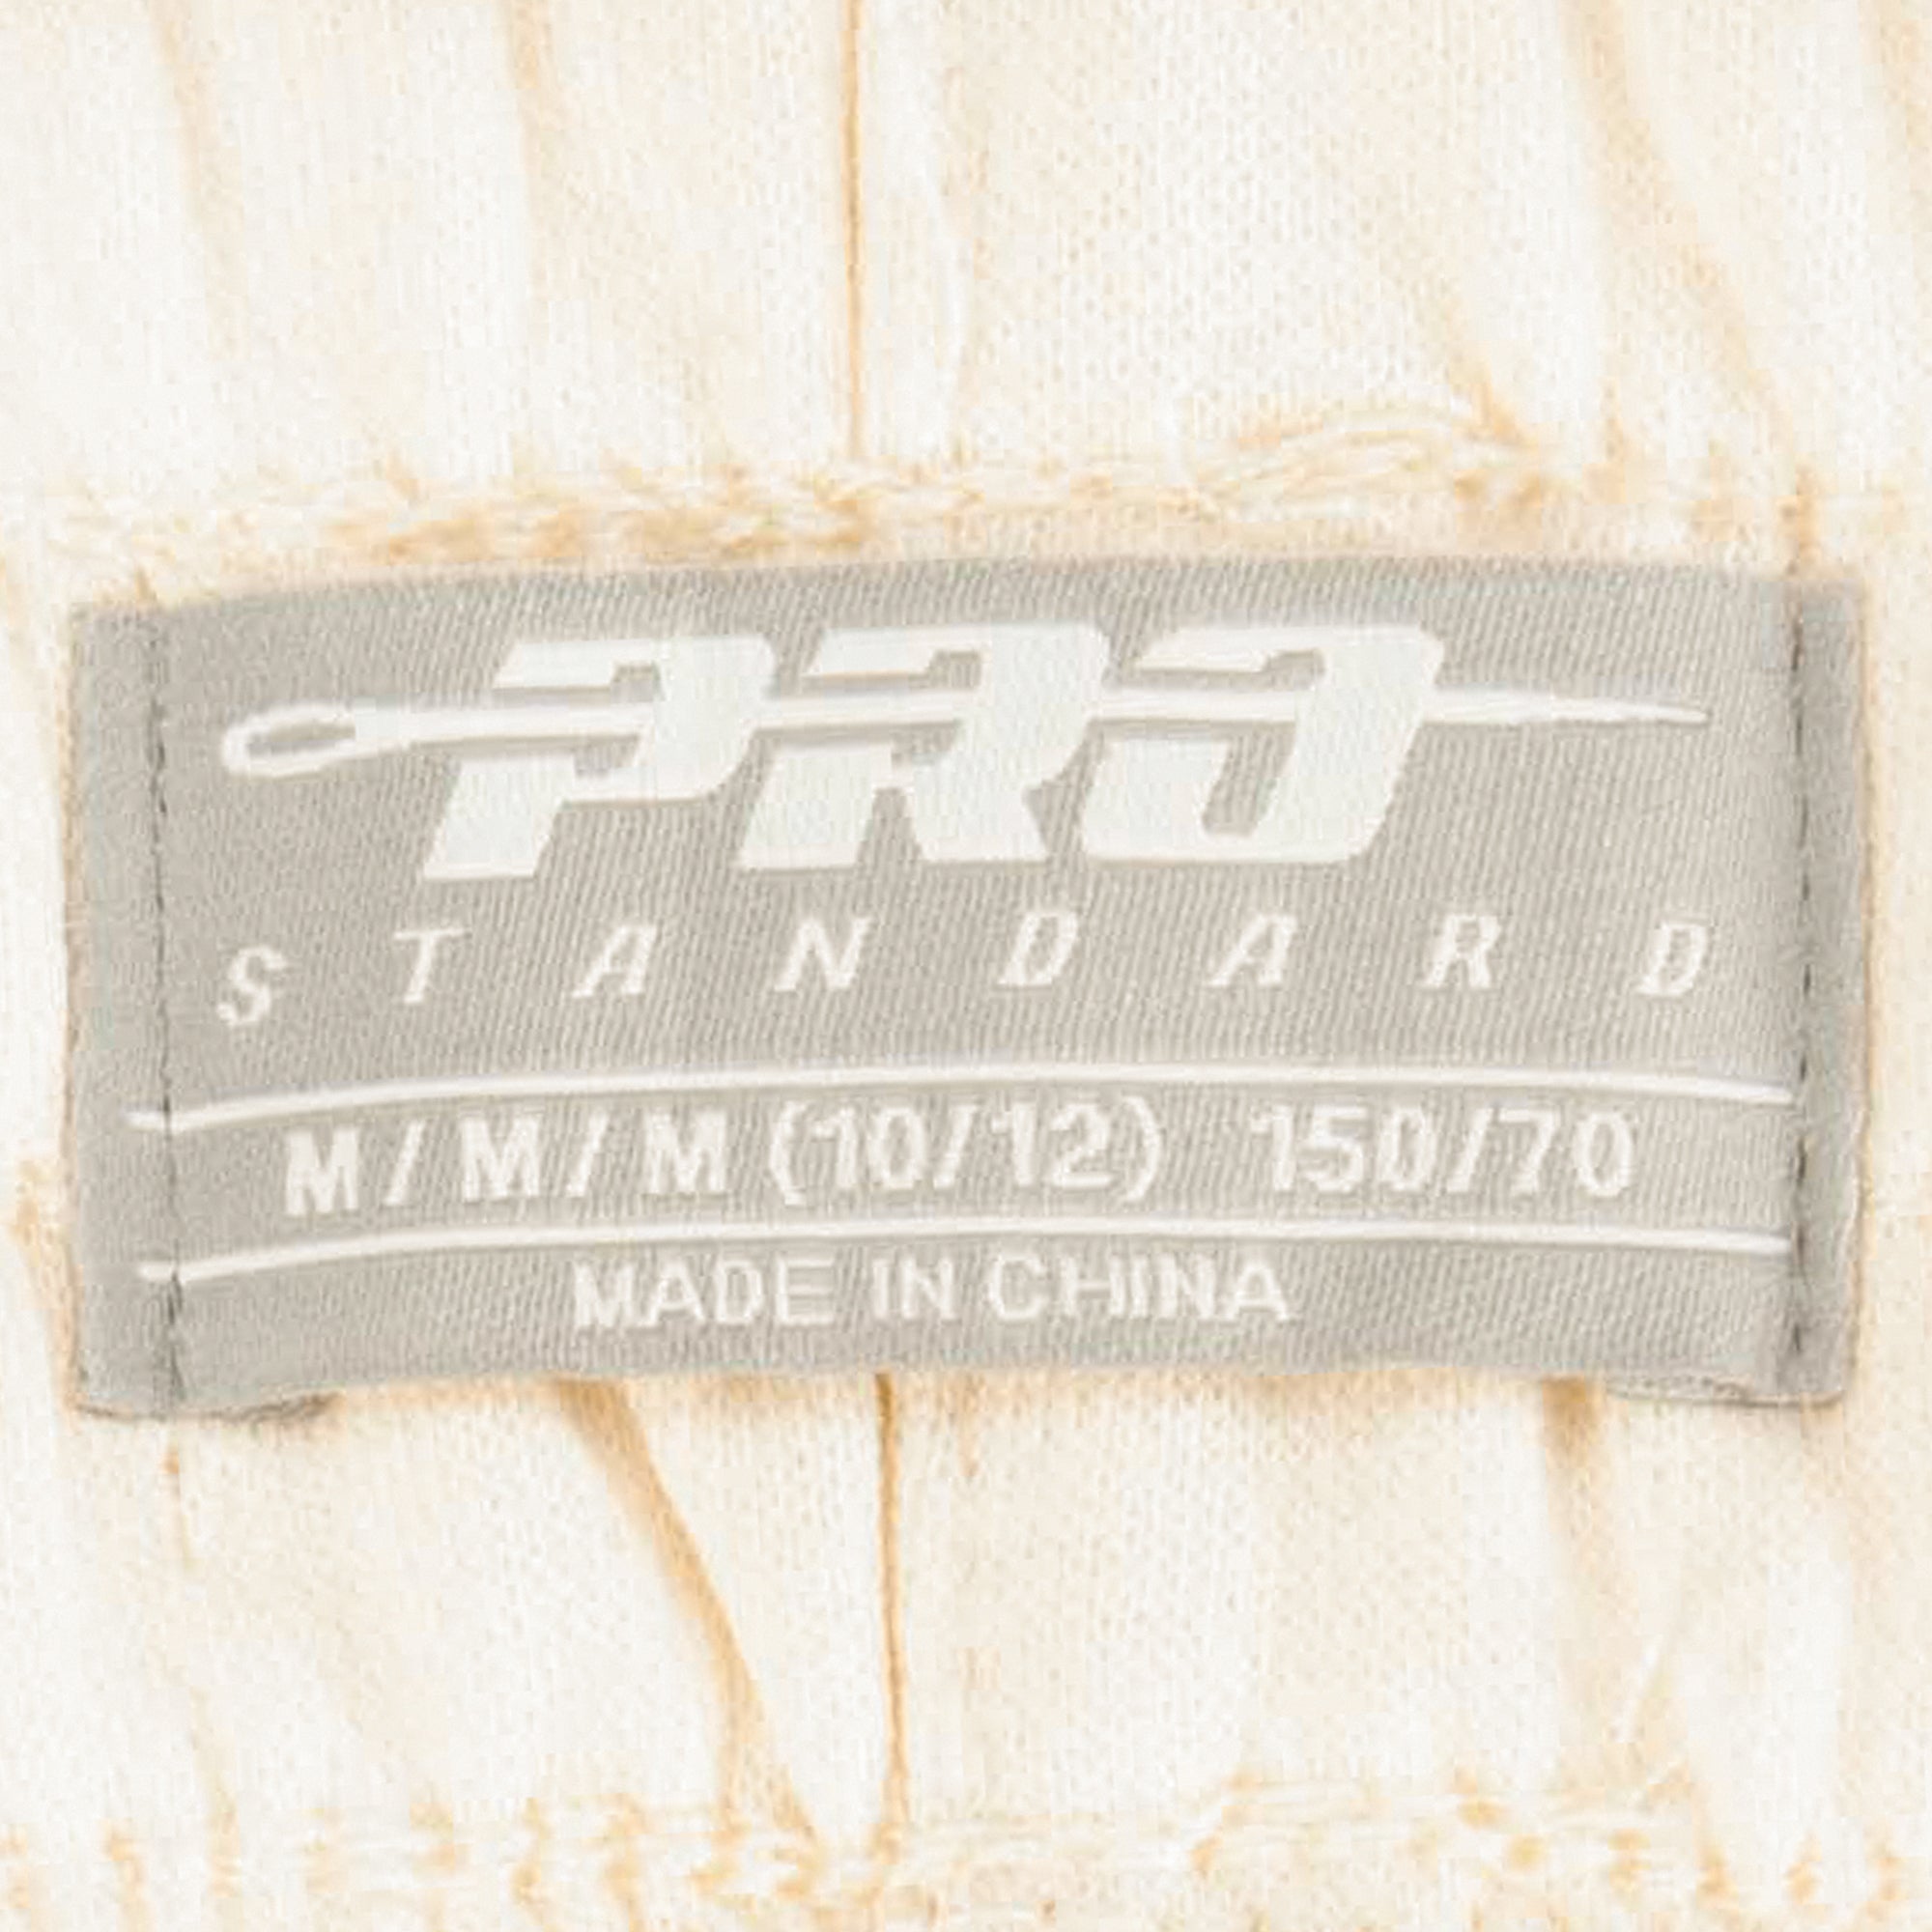 PRO
STANDARD
M/M/M (10/12) 150/70
MADE IN CHINA